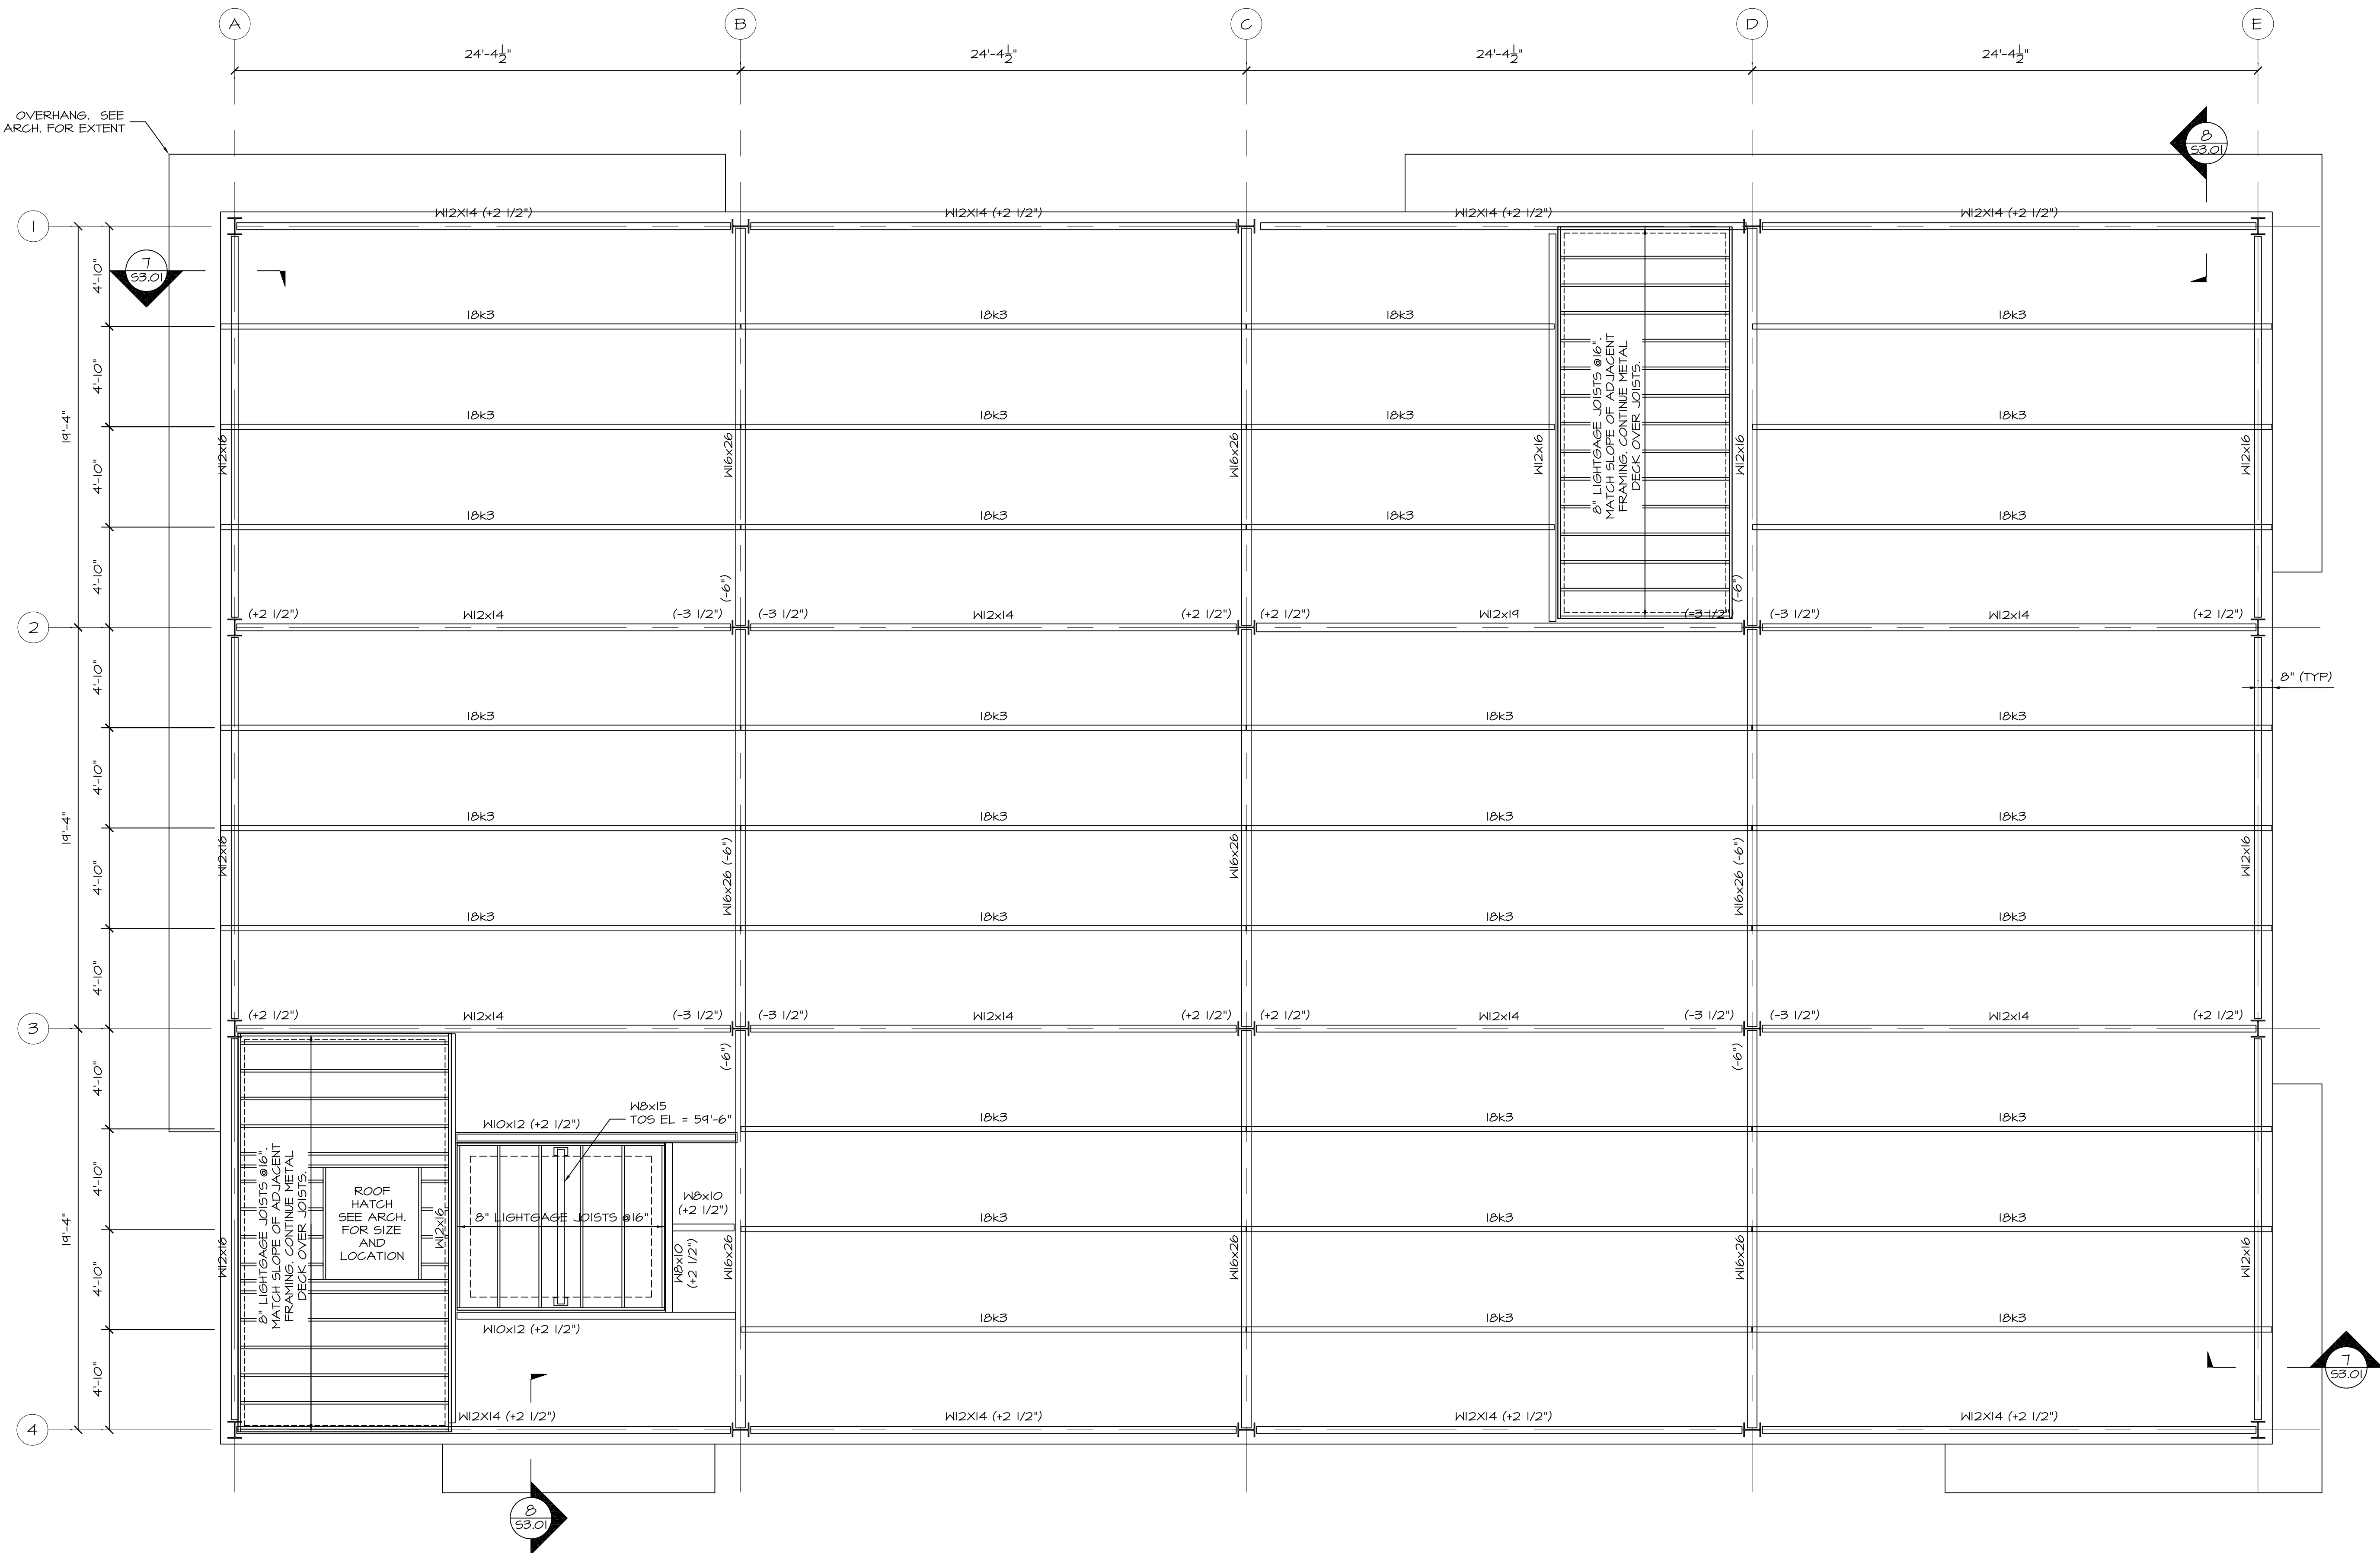 A
B
C
D
E
24'-4 1/2"
24'-4 1/2"
24'-4 1/2"
24'-4 1/2"
OVERHANG. SEE
ARCH. FOR EXTENT
8
S3.01
1
W12X14 (+2 1/2")
W12X14 (+2 1/2")
W12X14 (+2 1/2")
W12X14 (+2 1/2")
7
S3.01
4'-10"
4'-10"
4'-10"
4'-10"
19'-4"
18k3
18k3
18k3
18k3
18k3
18k3
18k3
18k3
18k3
18k3
18k3
18k3
W12x16
W16x26
W16x26
W12x16
8" LIGHTGAGE JOISTS @16".
MATCH SLOPE OF ADJACENT
FRAMING. CONTINUE METAL
DECK OVER JOISTS.
W12x16
W12x16
(-6")
(-6")
2
(+2 1/2")
W12x14
(-3 1/2")
(-3 1/2")
W12x14
(+2 1/2")
(+2 1/2")
W12x19
(-3 1/2")
(-3 1/2")
W12x14
(+2 1/2")
8" (TYP)
4'-10"
4'-10"
4'-10"
4'-10"
19'-4"
18k3
18k3
18k3
18k3
18k3
18k3
18k3
18k3
18k3
18k3
18k3
18k3
W12x16
W16x26 (-6")
W16x26
W16x26 (-6")
W12x16
3
(+2 1/2")
W12x14
(-3 1/2")
(-3 1/2")
W12x14
(+2 1/2")
(+2 1/2")
W12x14
(-3 1/2")
(-3 1/2")
W12x14
(+2 1/2")
(-6")
(-6")
4'-10"
4'-10"
4'-10"
4'-10"
19'-4"
W8x15
TOS EL = 59'-6"
W10x12 (+2 1/2")
18k3
18k3
18k3
8" LIGHTGAGE JOISTS @16".
MATCH SLOPE OF ADJACENT
FRAMING. CONTINUE METAL
DECK OVER JOISTS.
ROOF
HATCH
SEE ARCH.
FOR SIZE
AND
LOCATION
W12x16
W12x16
8" LIGHTGAGE JOISTS @16"
W8x10
(+2 1/2")
W8x10
(+2 1/2")
W16x26
18k3
18k3
18k3
W16x26
W16x26
W12x16
W10x12 (+2 1/2")
18k3
18k3
18k3
7
S3.01
4
W12X14 (+2 1/2")
W12X14 (+2 1/2")
W12X14 (+2 1/2")
W12X14 (+2 1/2")
8
S3.01